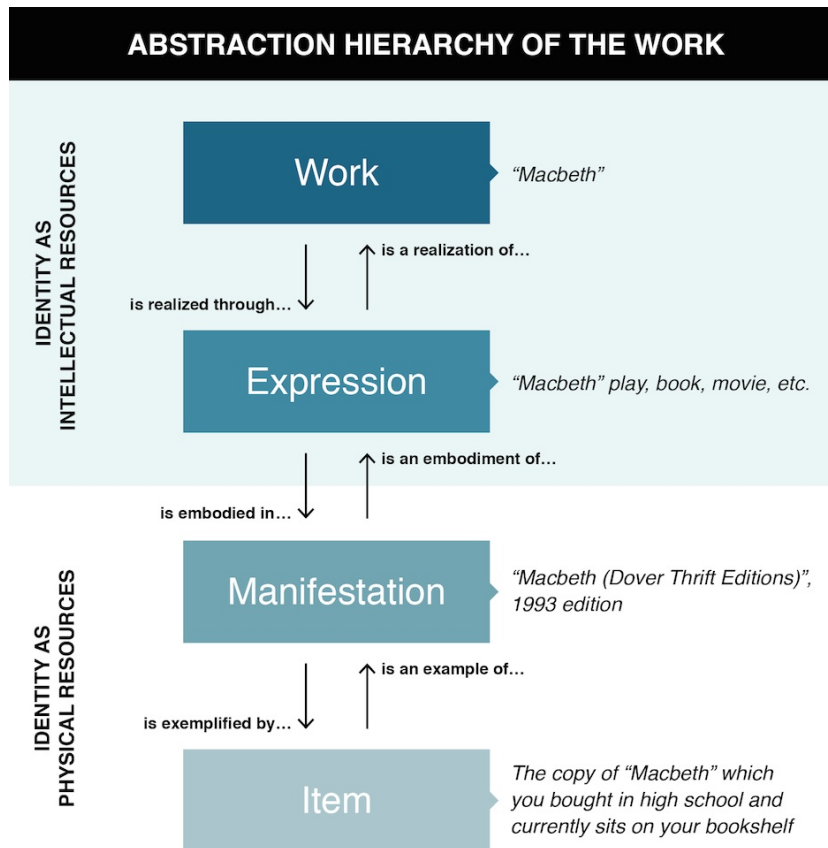 ABSTRACTION HIERARCHY OF THE WORK
IDENTITY AS
INTELLECTUAL RESOURCES
Work
“Macbeth”
is a realization of…
is realized through…
Expression
“Macbeth” play, book, movie, etc.
is an embodiment of…
is embodied in…
IDENTITY AS
PHYSICAL RESOURCES
Manifestation
“Macbeth (Dover Thrift Editions)”,
1993 edition
is an example of…
is exemplified by…
Item
The copy of “Macbeth” which
you bought in high school and
currently sits on your bookshelf